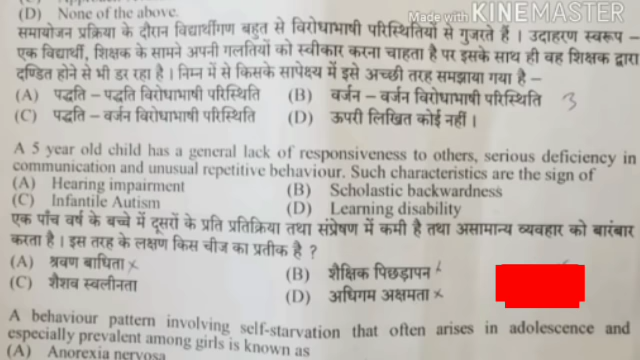 (D) None of the above.
Made with KINEMASTER
समायोजन प्रक्रिया के दौरान विद्यार्थीगण बहुत से विरोधाभाषी परिस्थितियों से गुजरते हैं । उदाहरण स्वरूप –
एक विद्यार्थी, शिक्षक के सामने अपनी गलतियों को स्वीकार करना चाहता है पर इसके साथ ही वह शिक्षक द्वारा
दण्डित होने से भी डर रहा है । निम्न में से किसके सापेक्ष्य में इसे अच्छी तरह समझाया गया है –
(A) पद्धति – पद्धति विरोधाभाषी परिस्थिति (B) वर्जन – वर्जन विरोधाभाषी परिस्थिति 3
(C) पद्धति – वर्जन विरोधाभाषी परिस्थिति (D) ऊपरी लिखित कोई नहीं ।
A 5 year old child has a general lack of responsiveness to others, serious deficiency in
communication and unusual repetitive behaviour. Such characteristics are the sign of
(A) Hearing impairment (B) Scholastic backwardness
(C) Infantile Autism (D) Learning disability
एक पाँच वर्ष के बच्चे में दूसरों के प्रति प्रतिक्रिया तथा संप्रेषण में कमी है तथा असामान्य व्यवहार को बारंबार
करता है । इस तरह के लक्षण किस चीज का प्रतीक है ?
(A) श्रवण बाधिता × (B) शैक्षिक पिछड़ापन
(C) शैशव स्वलीनता (D) अधिगम अक्षमता ×
A behaviour pattern involving self-starvation that often arises in adolescence and
especially prevalent among girls is known as
(A) Anorexia nervosa